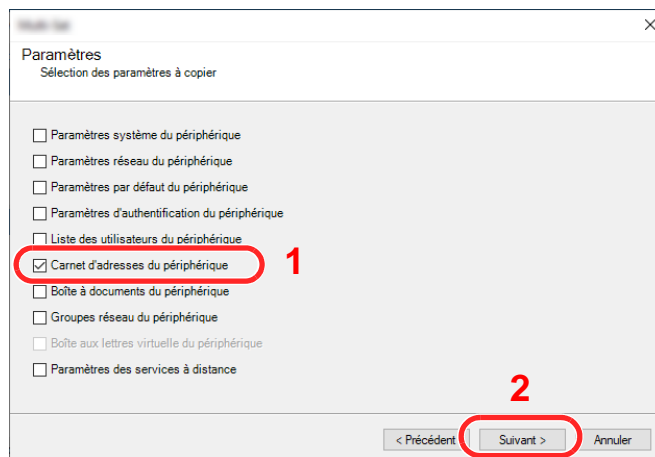 Paramètres
Sélection des paramètres à copier
Paramètres système du périphérique
Paramètres réseau du périphérique
Paramètres par défaut du périphérique
Paramètres d'authentification du périphérique
Liste des utilisateurs du périphérique
Carnet d'adresses du périphérique 1
Boîte à documents du périphérique
Groupes réseau du périphérique
Boîte aux lettres virtuelle du périphérique
Paramètres des services à distance
2
< Précédent Suivant > Annuler